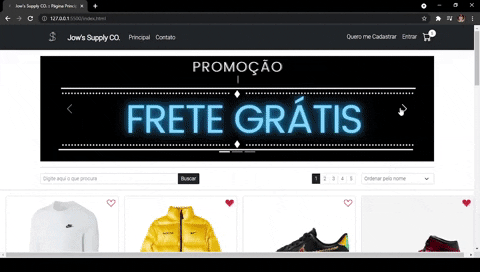 Jow's Supply CO. :: Página Princi
127.0.0.1:5500/index.html
Jow's Supply CO.
Principal
Contato
Quero me Cadastrar
Entrar
PROMOÇÃO
FRETE GRÁTIS
Digite aqui o que procura
Buscar
1 2 3 4 5
Ordenar pelo nome